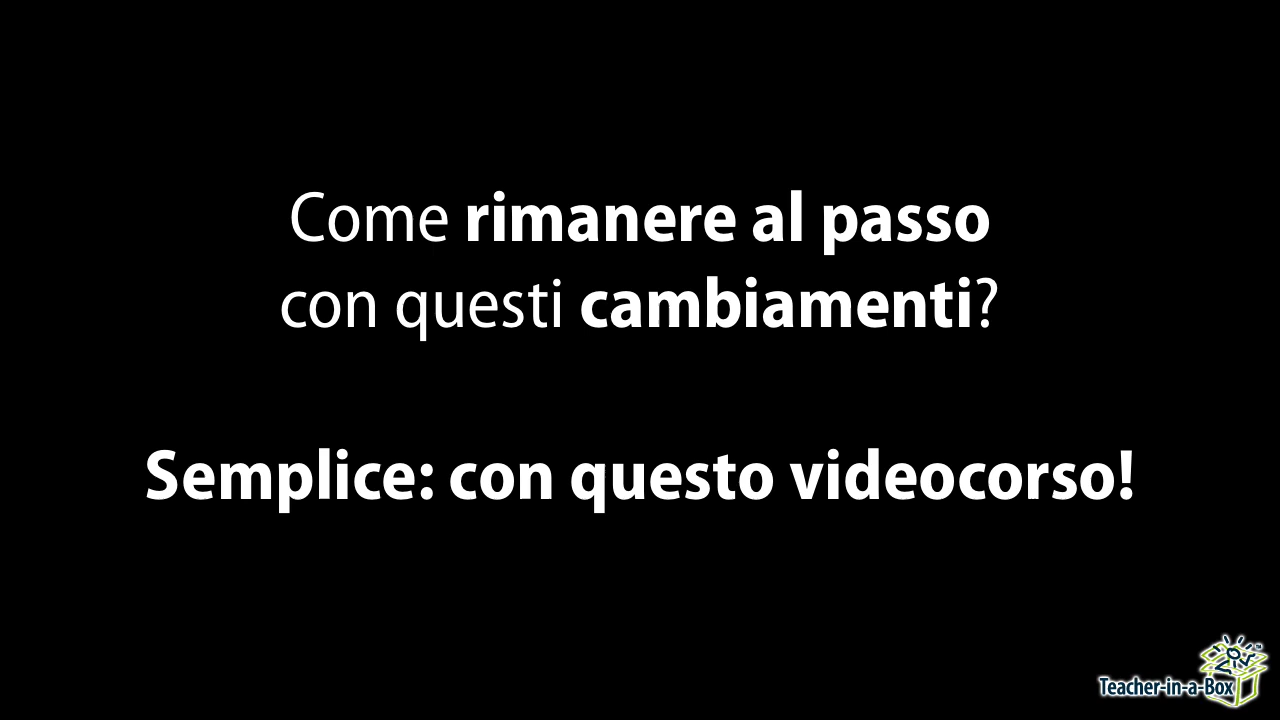 Come rimanere al passo
con questi cambiamenti?
Semplice: con questo videocorso!
Teacher-in-a-Box